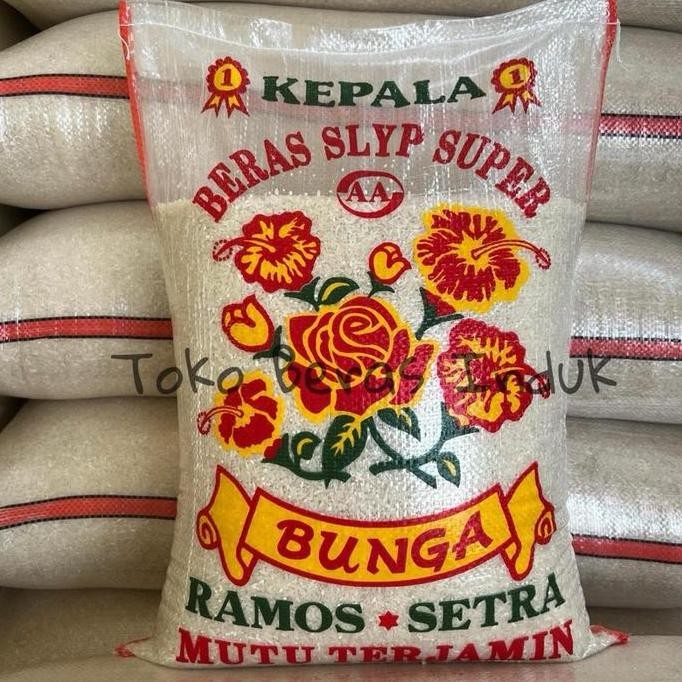 1 KEPALA 1
BERAS SLYP SUPER
AA
Toko Beras Induk
BUNGA
RAMOS * SETRA
MUTU TERJAMIN